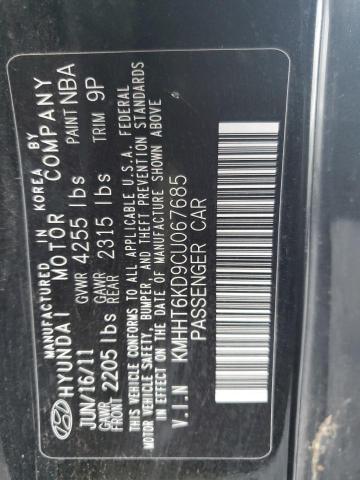 MANUFACTURED IN KOREA BY
HYUNDAI MOTOR COMPANY
JUN/16/11 GVWR 4255 lbs PAINT NBA
GAWR FRONT 2205 lbs GAWR REAR 2315 lbs TRIM 9P
THIS VEHICLE CONFORMS TO ALL APPLICABLE U.S.A. FEDERAL
MOTOR VEHICLE SAFETY, BUMPER, AND THEFT PREVENTION STANDARDS
IN EFFECT ON THE DATE OF MANUFACTURE SHOWN ABOVE
V.I.N KMHHT6KD9CU067685
PASSENGER CAR